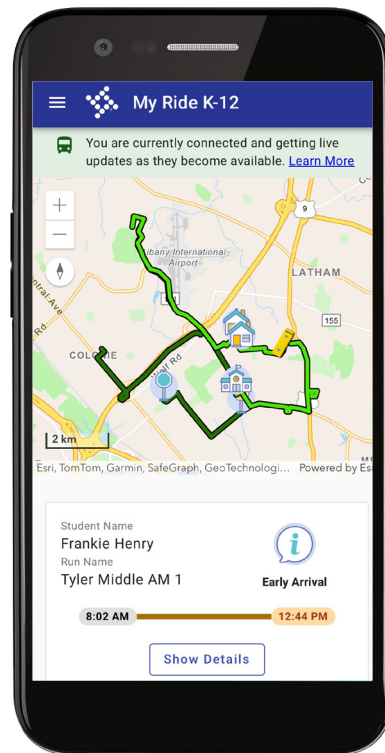 My Ride K-12
You are currently connected and getting live
updates as they become available. Learn More
9
Albany International
Airport
LATHAM
155
COLONIE
Wolf Rd
2 km
Esri, TomTom, Garmin, SafeGraph, GeoTechnologi... Powered by Esri
Student Name
Frankie Henry
Run Name
Tyler Middle AM 1
Early Arrival
8:02 AM
12:44 PM
Show Details